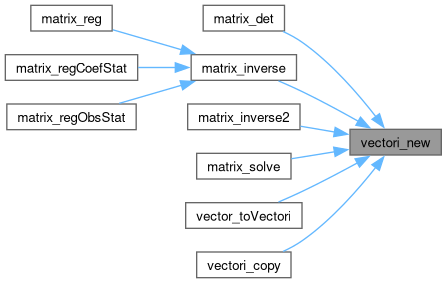 matrix_reg
matrix_det
matrix_regCoefStat
matrix_inverse
matrix_regObsStat
matrix_inverse2
vectori_new
matrix_solve
vector_toVectori
vectori_copy